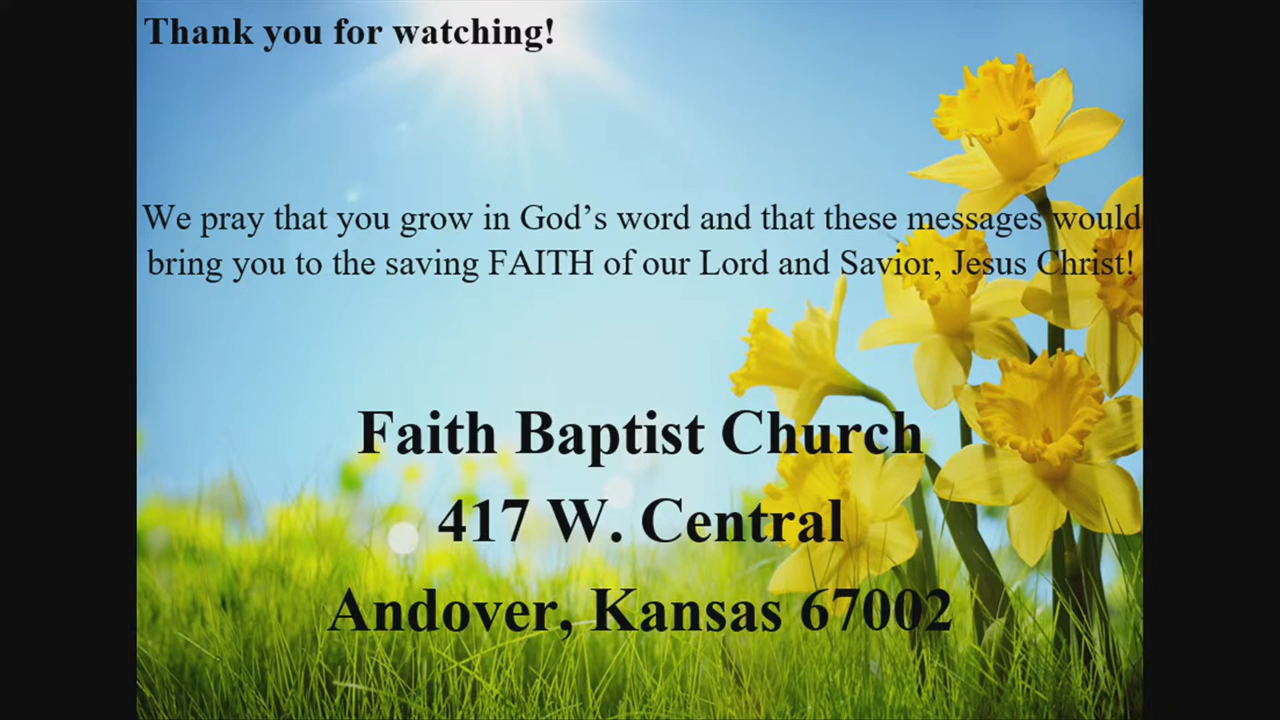 Thank you for watching!
We pray that you grow in God’s word and that these messages would
bring you to the saving FAITH of our Lord and Savior, Jesus Christ!
Faith Baptist Church
417 W. Central
Andover, Kansas 67002